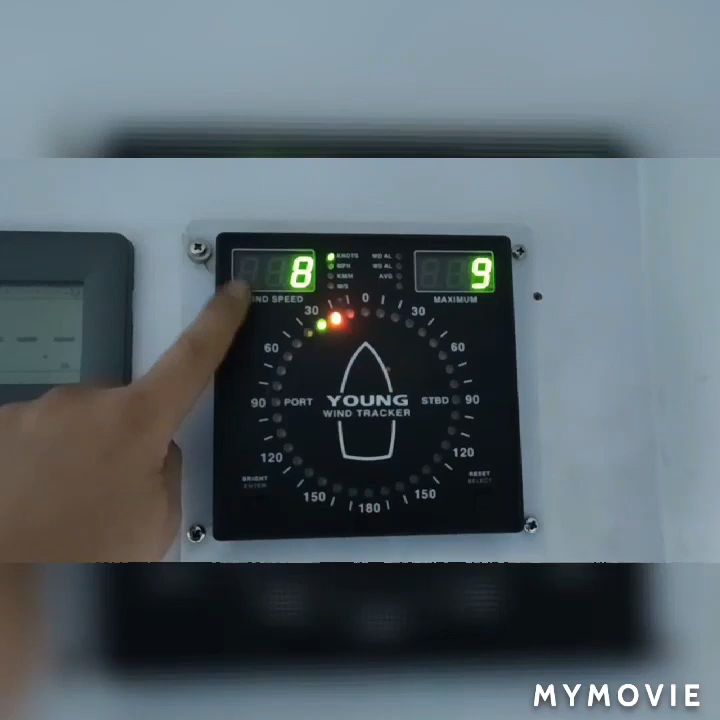 8
KNOTS
MPH
KM/H
M/S
WD AL
WS AL
AVG
9
WIND SPEED
MAXIMUM
0
30
30
60
60
90
PORT
YOUNG
WIND TRACKER
STBD
90
120
120
BRIGHT
ENTER
RESET
SELECT
150
150
180
MYMOVIE